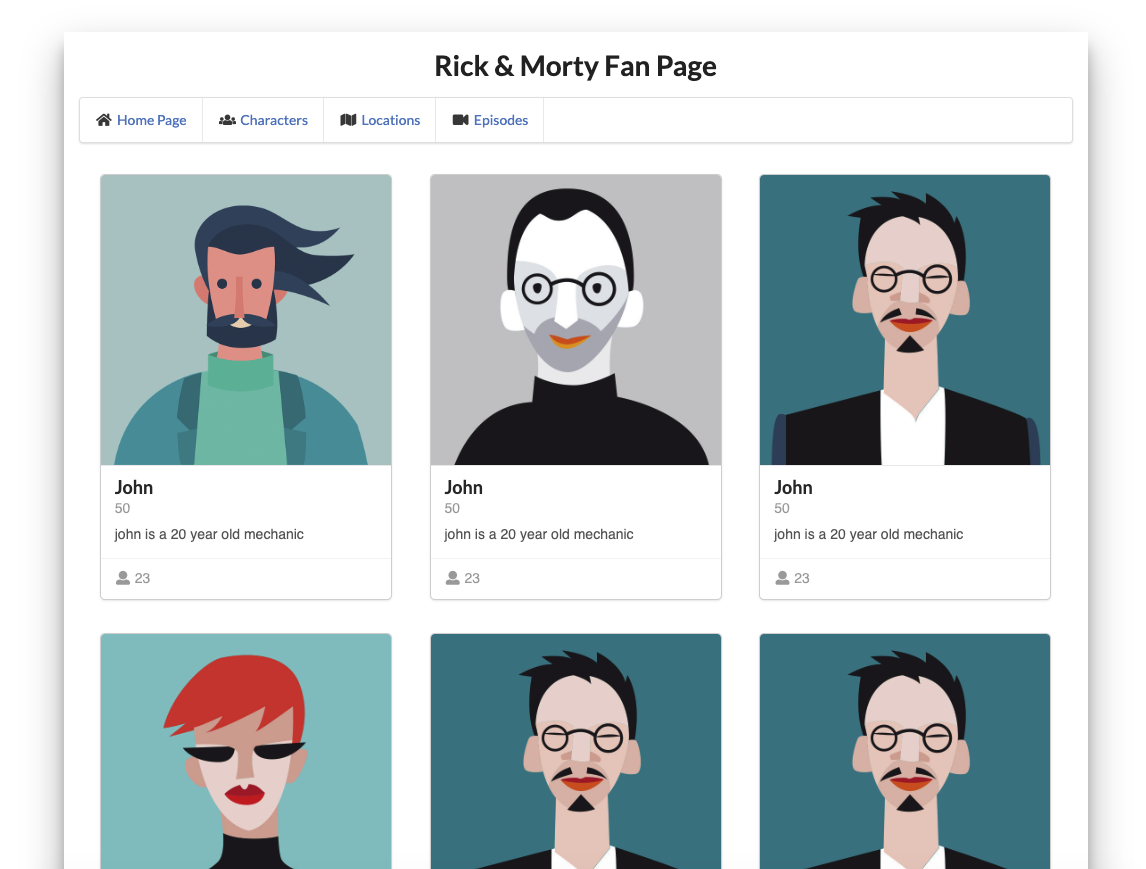 Rick & Morty Fan Page
Home Page Characters Locations Episodes
John John John
50 50 50
john is a 20 year old mechanic john is a 20 year old mechanic john is a 20 year old mechanic
23 23 23